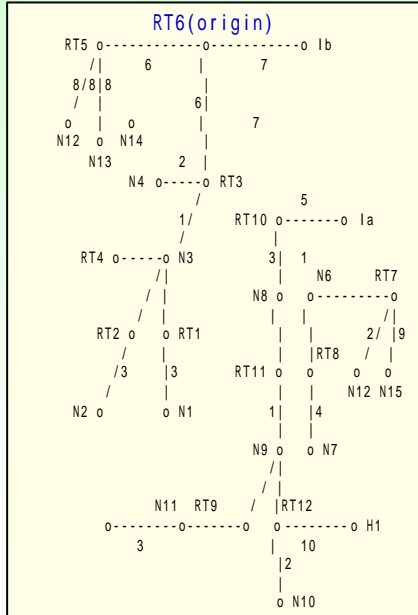 RT6(origin)
RT5 o------------o-----------o Ib
/| 6 | 7
8/8|8 |
/ | 6|
o | o | 7
N12 o N14 |
N13 2 |
N4 o-----o RT3
/ 5
1/ RT10 o-------o Ia
/ |
RT4 o-----o N3 3| 1
/| | N6 RT7
/ | N8 o o---------o
/ | | | /|
RT2 o o RT1 | | 2/ |9
/ | | |RT8 / |
/3 |3 RT11 o o o o
/ | | | N12 N15
N2 o o N1 1| |4
| |
N9 o o N7
/|
/ |
N11 RT9 / |RT12
o--------o-------o o--------o H1
3 | 10
|2
|
o N10